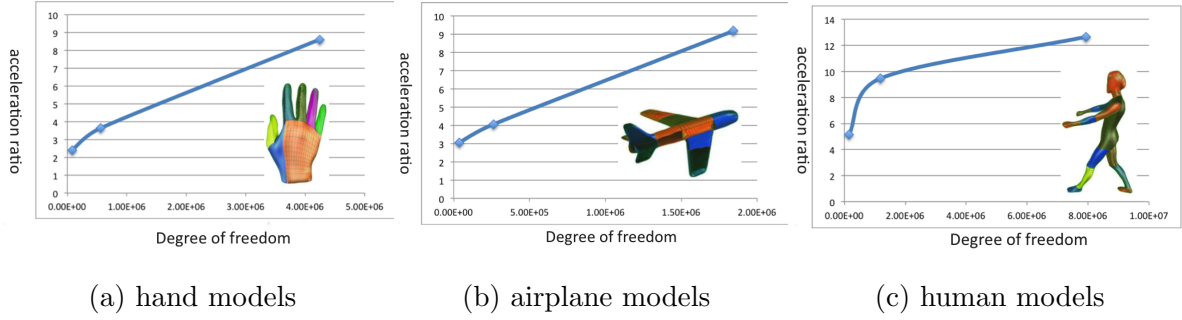 acceleration ratio
10
9
8
7
6
5
4
3
2
1
0
0.00E+00 1.00E+06 2.00E+06 3.00E+06 4.00E+06 5.00E+06
Degree of freedom
(a) hand models
acceleration ratio
10
9
8
7
6
5
4
3
2
1
0
0.00E+00 5.00E+05 1.00E+06 1.50E+06 2.00E+06
Degree of freedom
(b) airplane models
acceleration ratio
14
12
10
8
6
4
2
0
0.00E+00 2.00E+06 4.00E+06 6.00E+06 8.00E+06 1.00E+07
Degree of freedom
(c) human models